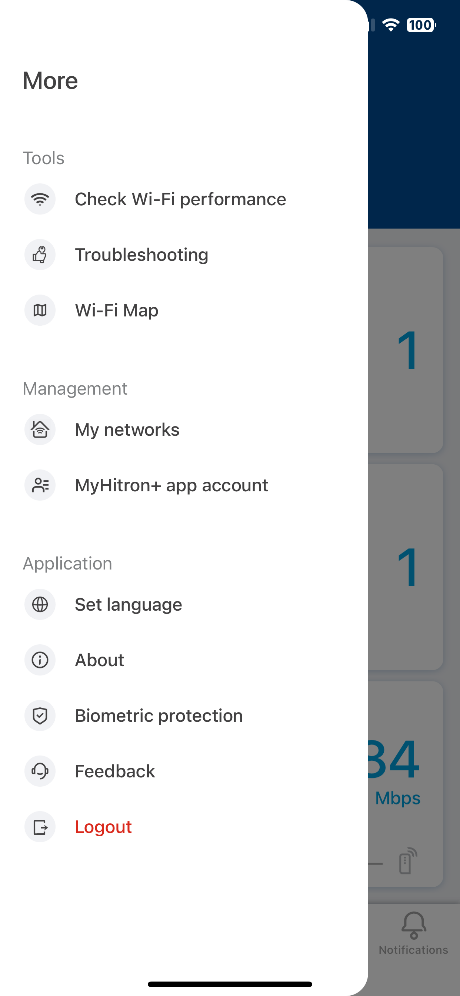 100
More
Tools
Check Wi-Fi performance
Troubleshooting
Wi-Fi Map
1
Management
My networks
MyHitron+ app account
1
Application
Set language
About
Biometric protection
Feedback
84
Mbps
Logout
Notifications